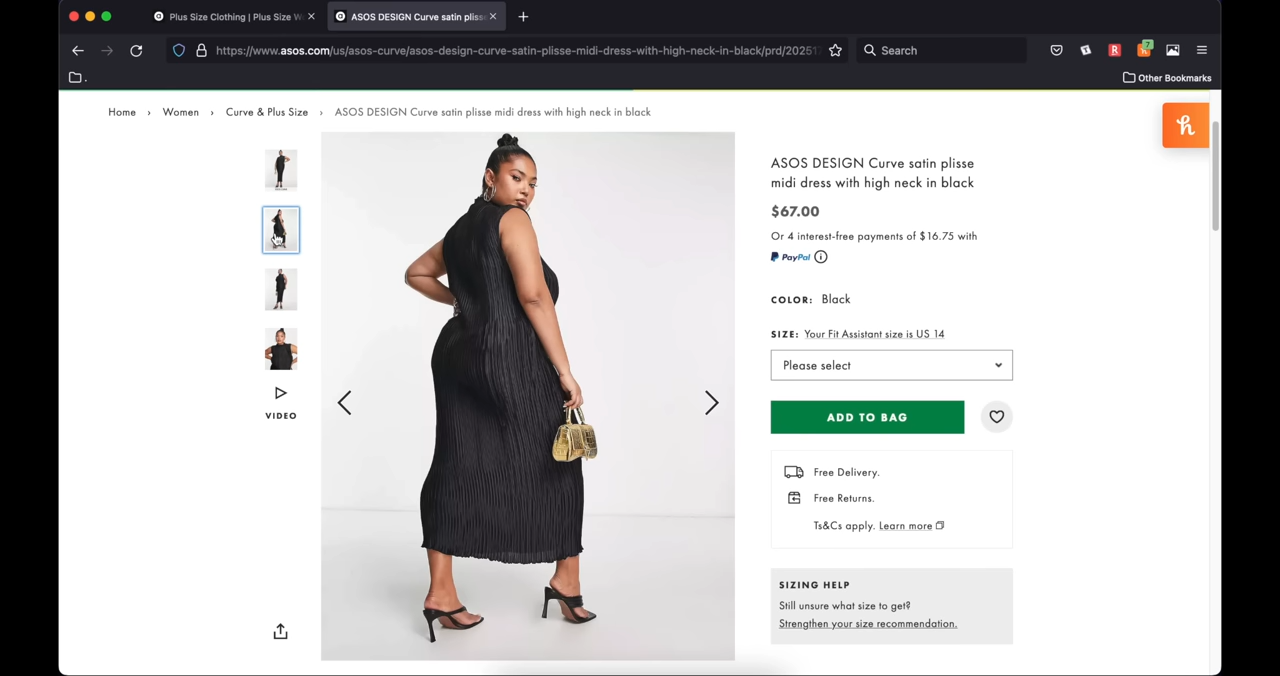 Plus Size Clothing | Plus Size W
ASOS DESIGN Curve satin pliss
https://www.asos.com/us/asos-curve/asos-design-curve-satin-plisse-midi-dress-with-high-neck-in-black/prd/202517
Search
R
7
.
Other Bookmarks
Home › Women › Curve & Plus Size › ASOS DESIGN Curve satin plisse midi dress with high neck in black
h
ASOS DESIGN Curve satin plisse
midi dress with high neck in black
$67.00
Or 4 interest-free payments of $16.75 with
PayPal
COLOR: Black
SIZE: Your Fit Assistant size is US 14
Please select
VIDEO
ADD TO BAG
Free Delivery.
Free Returns.
Ts&Cs apply. Learn more
SIZING HELP
Still unsure what size to get?
Strengthen your size recommendation.